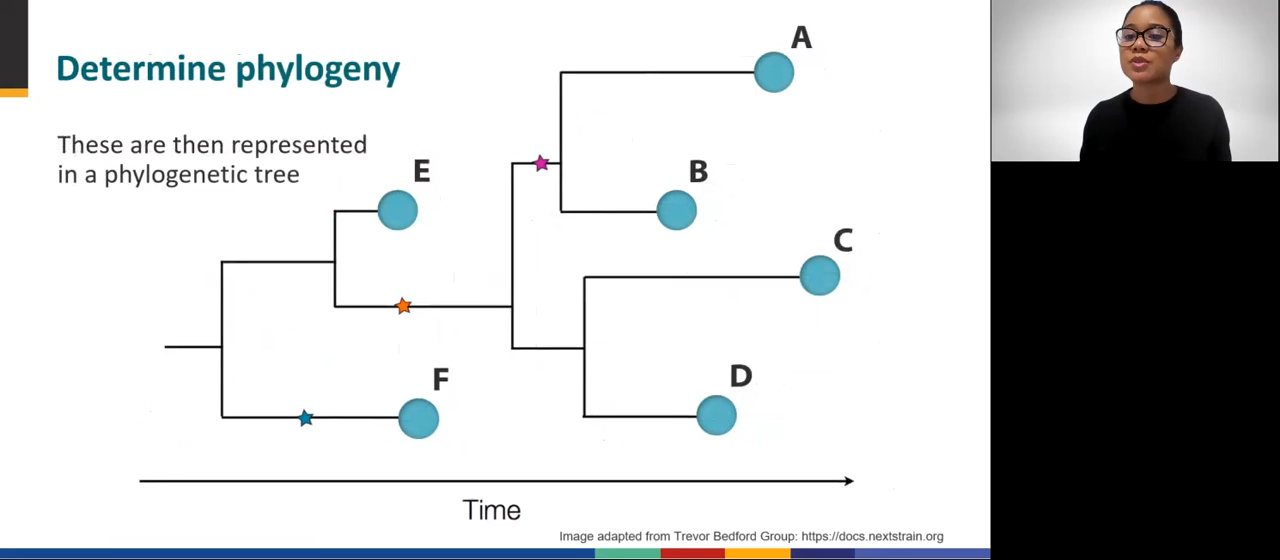 Determine phylogeny
These are then represented
in a phylogenetic tree
A
B
C
D
E
F
Time
Image adapted from Trevor Bedford Group: https://docs.nextstrain.org